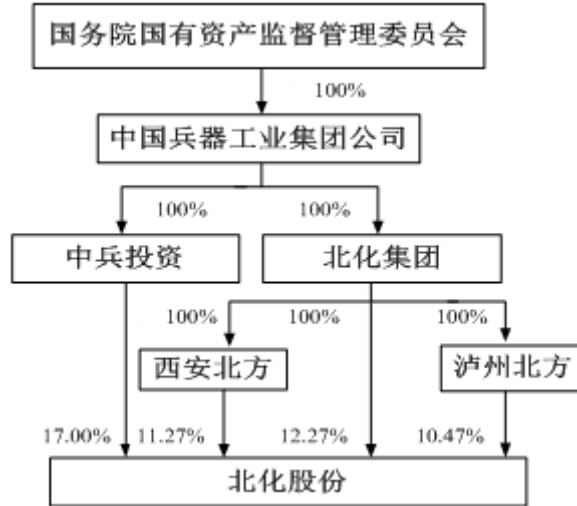 国务院国有资产监督管理委员会
100%
中国兵器工业集团公司
100%
100%
中兵投资
北化集团
100%
100%
100%
西安北方
泸州北方
17.00%
11.27%
12.27%
10.47%
北化股份